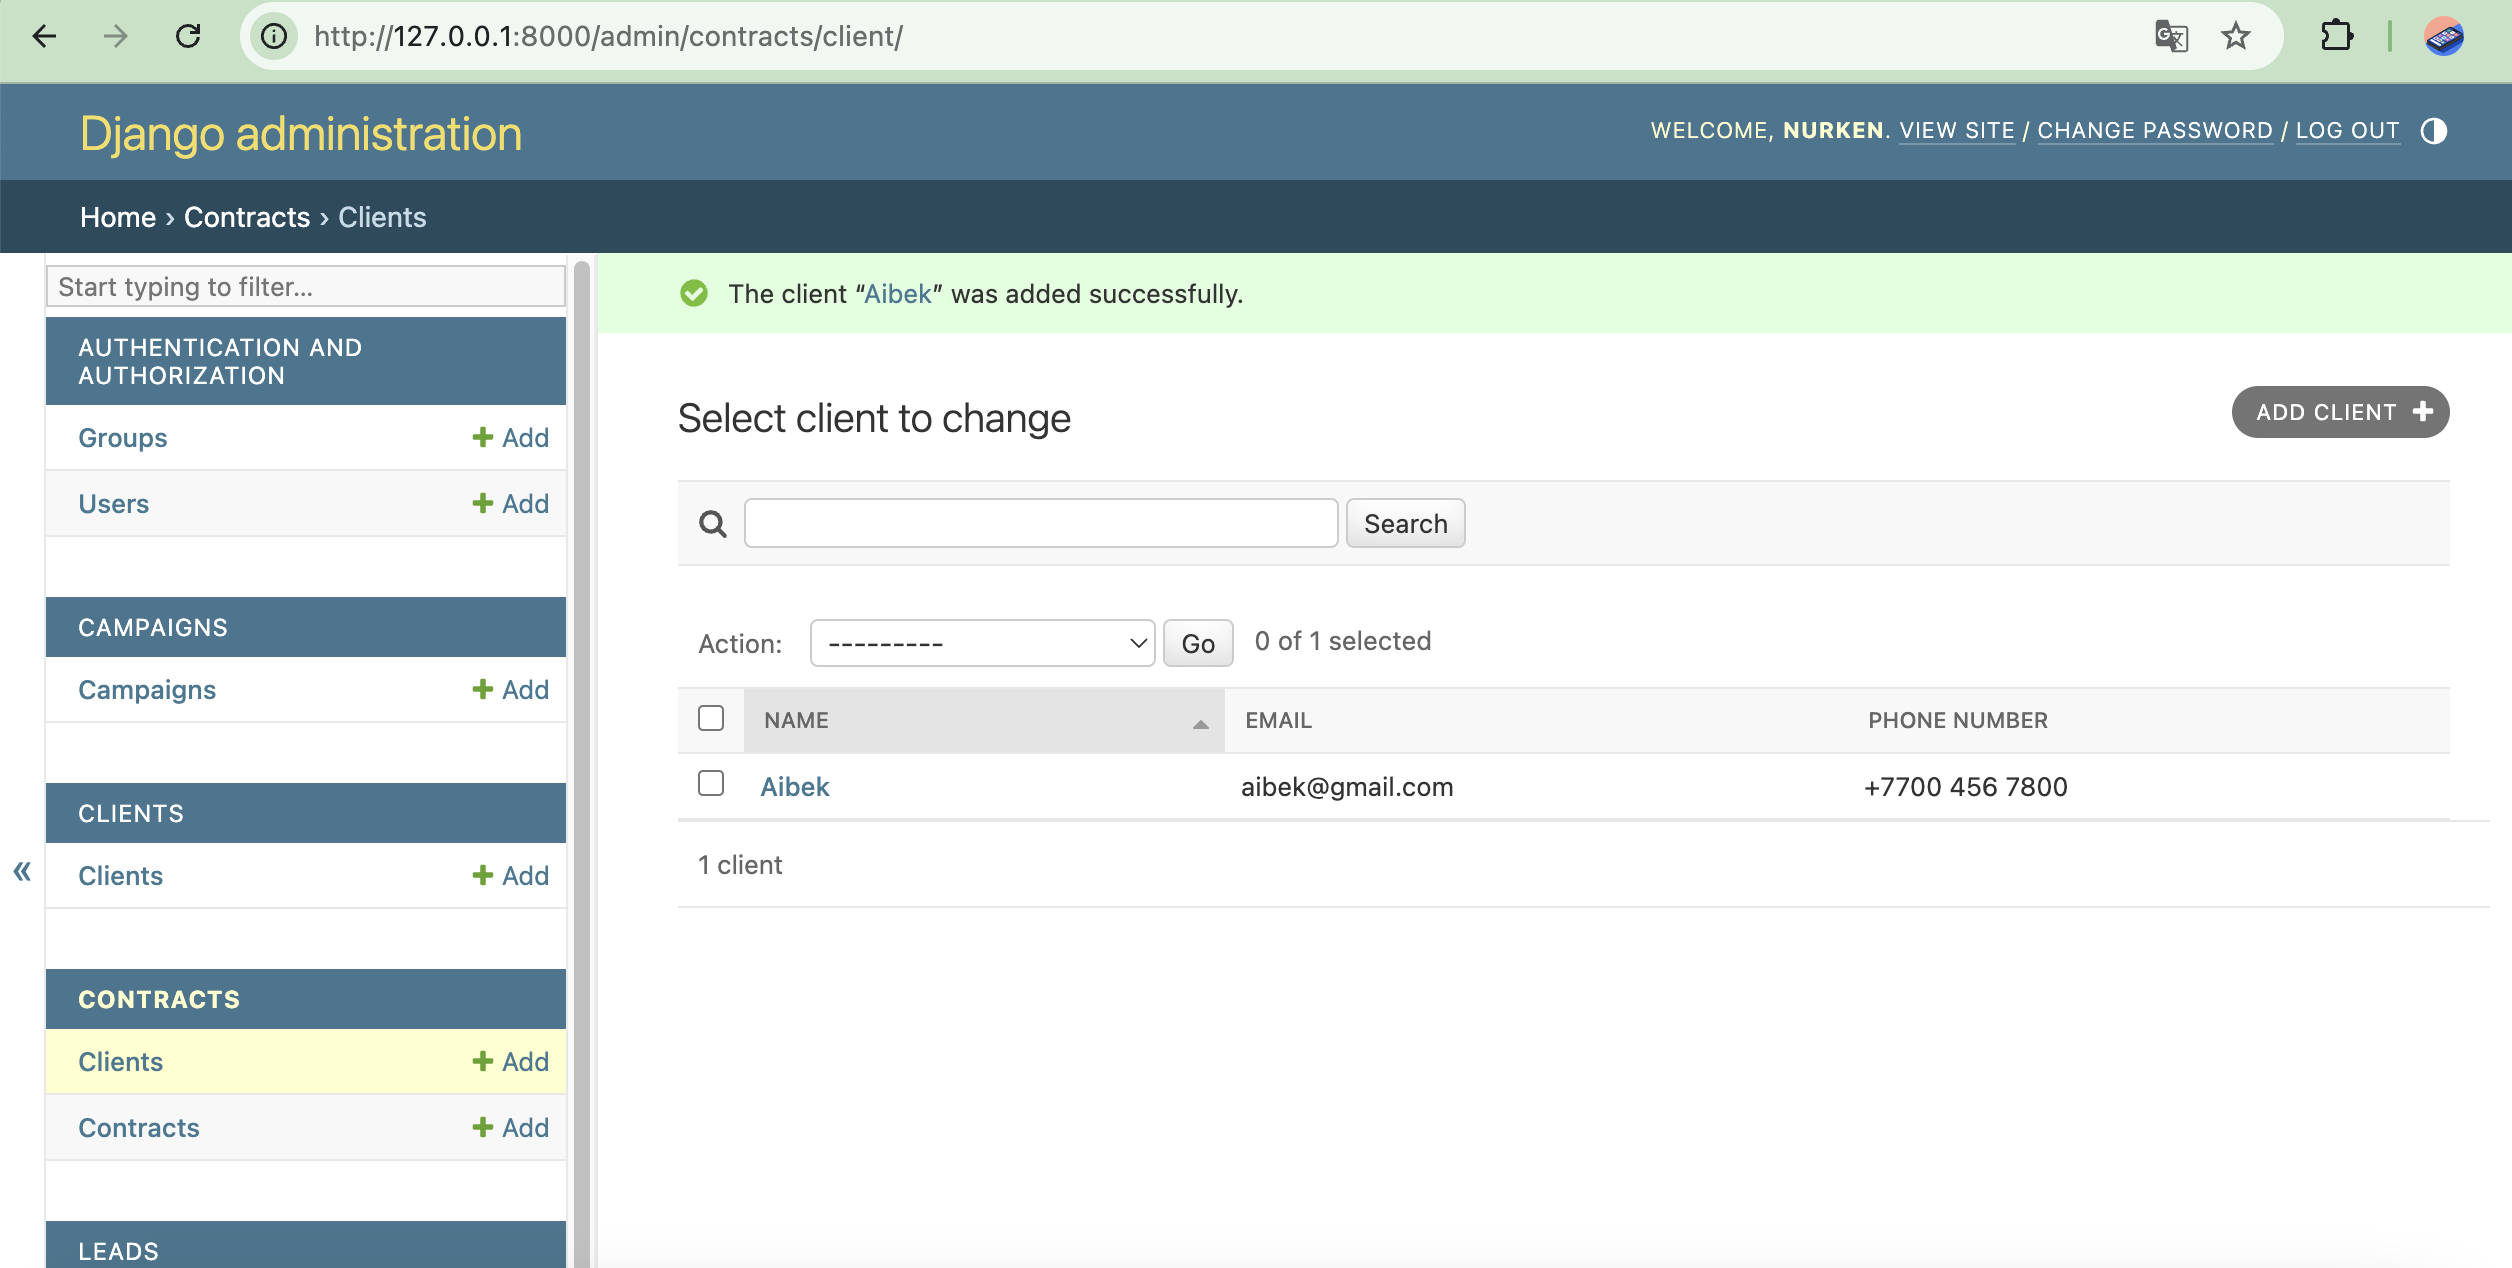 http://127.0.0.1:8000/admin/contracts/client/
Django administration
WELCOME, NURKEN. VIEW SITE / CHANGE PASSWORD / LOG OUT
Home › Contracts › Clients
Start typing to filter...
AUTHENTICATION AND
AUTHORIZATION
Groups + Add
Users + Add
CAMPAIGNS
Campaigns + Add
CLIENTS
Clients + Add
«
CONTRACTS
Clients + Add
Contracts + Add
LEADS
The client “Aibek” was added successfully.
Select client to change
ADD CLIENT +
Search
Action: --------- Go 0 of 1 selected
NAME EMAIL PHONE NUMBER
Aibek aibek@gmail.com +7700 456 7800
1 client